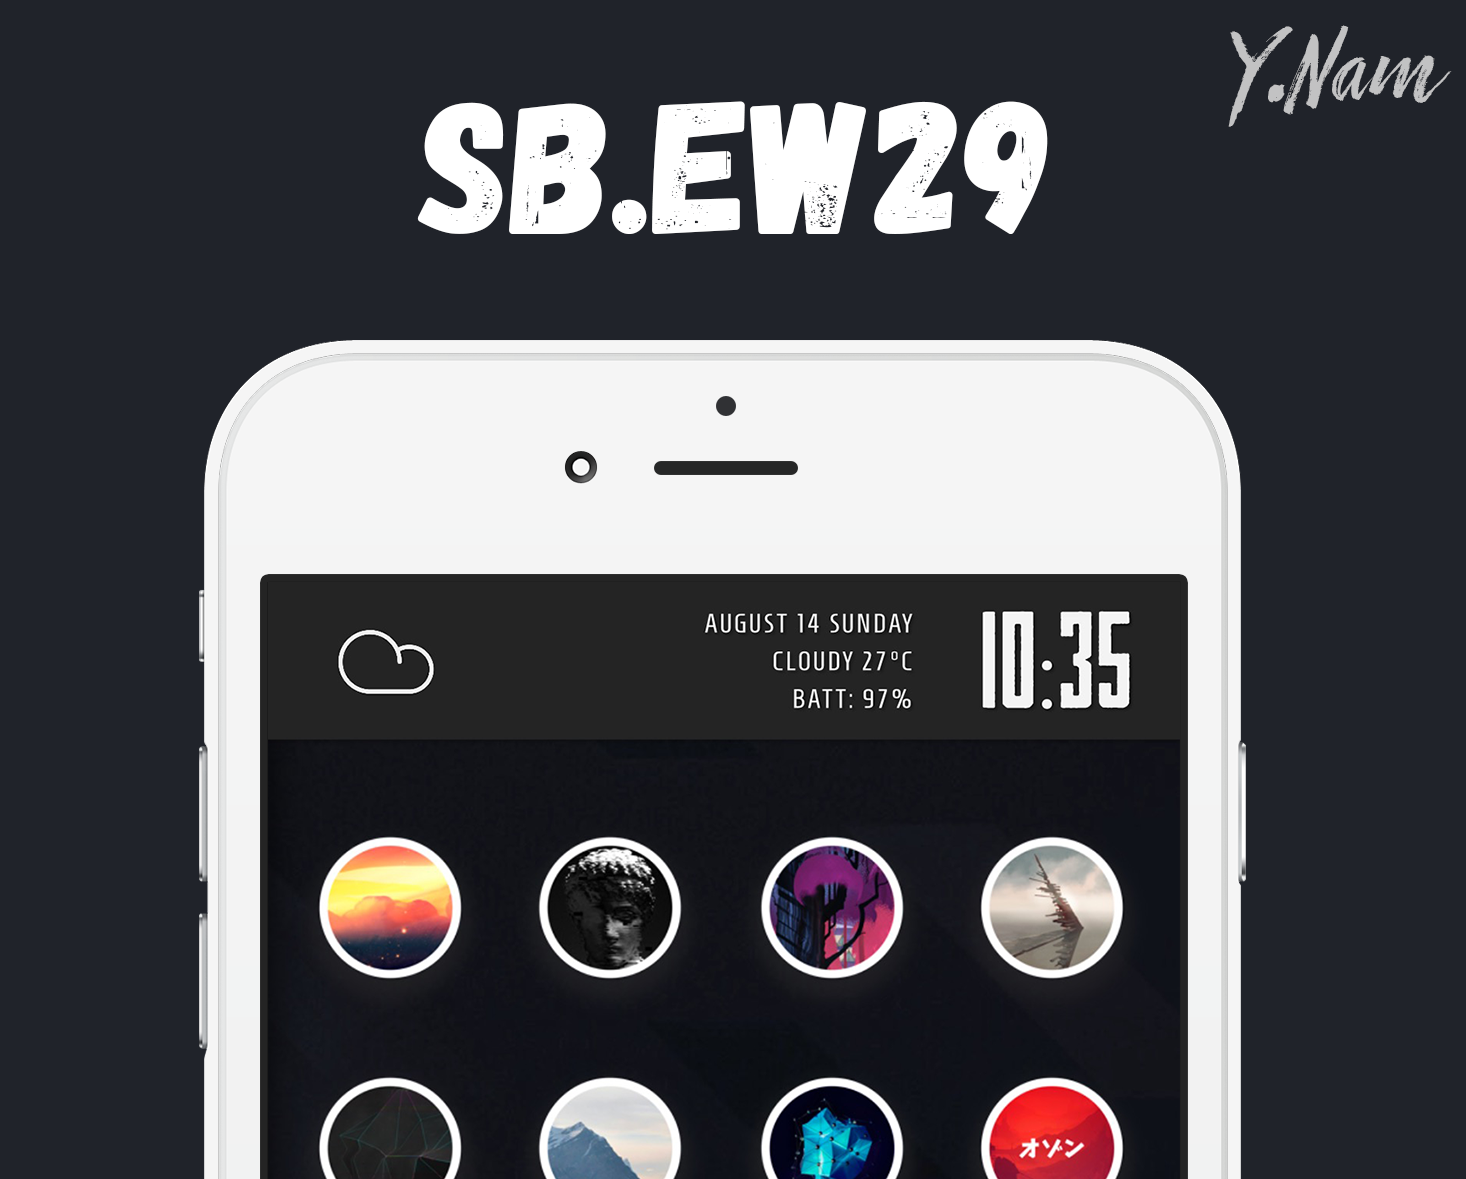 Y.Nam
SB.EW29
AUGUST 14 SUNDAY
CLOUDY 27°C
BATT: 97%
10:35
オゾン